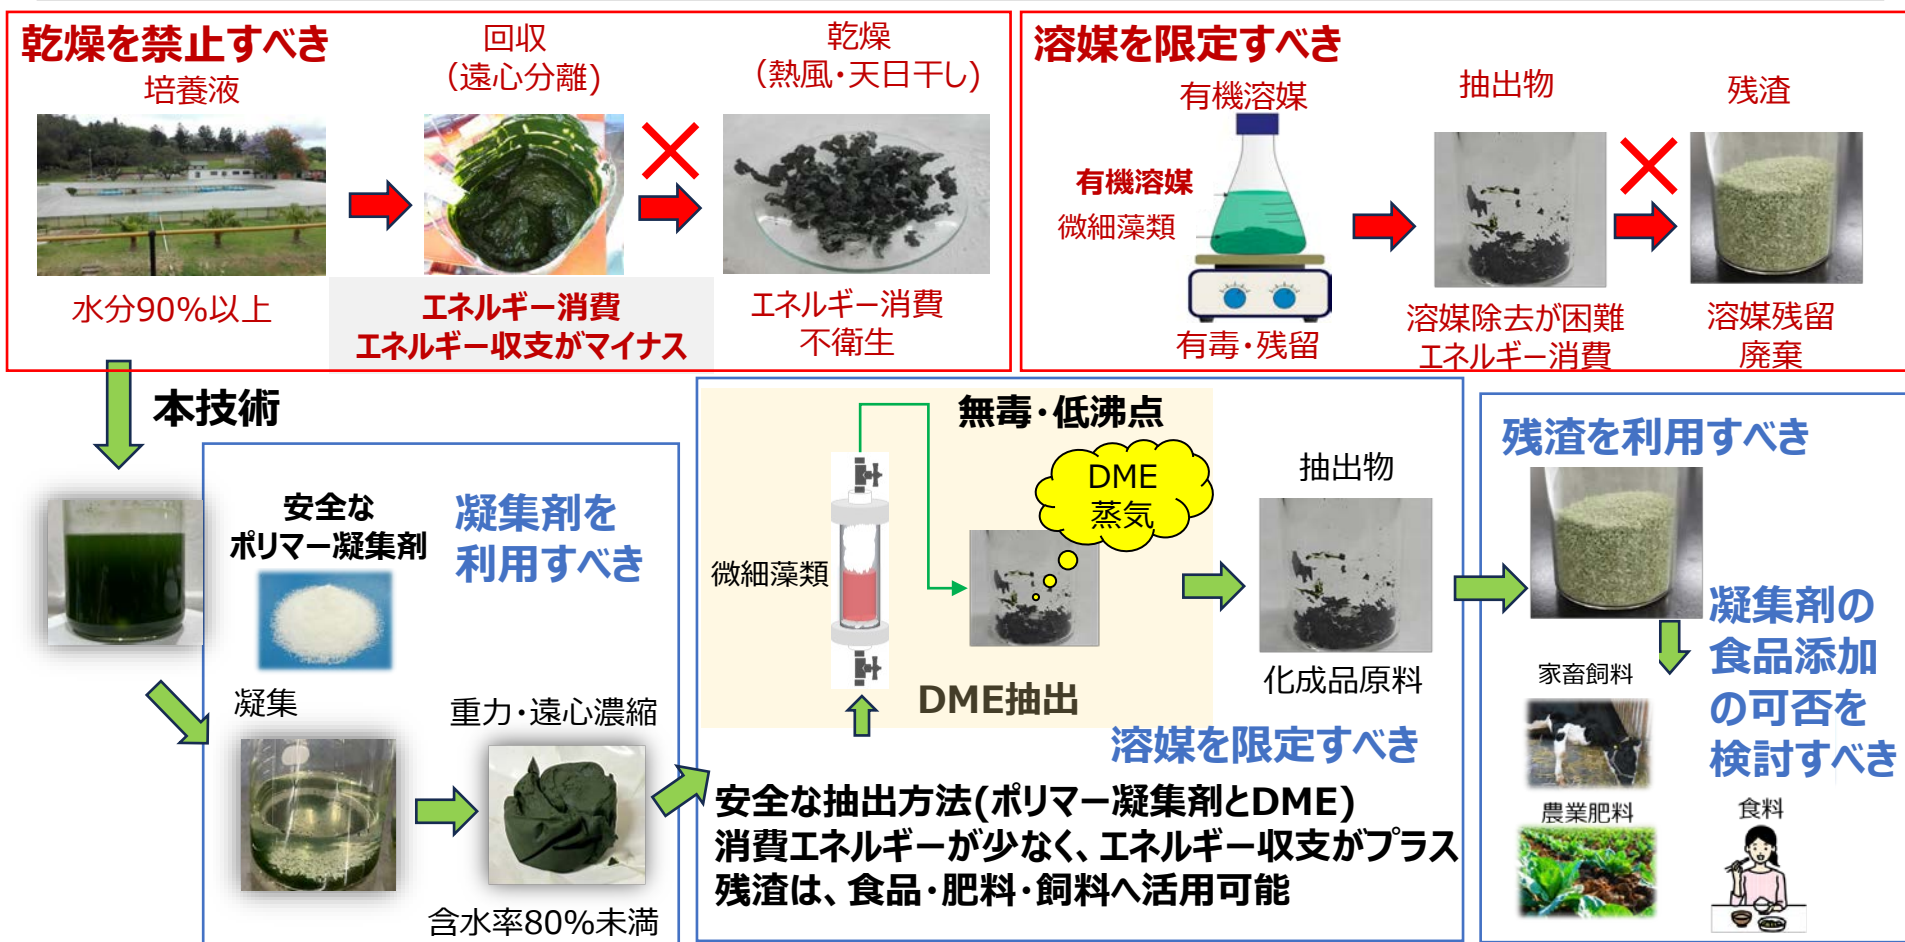 乾燥を禁止すべき
培養液
回収
(遠心分離)
乾燥
(熱風・天日干し)
水分90%以上
エネルギー消費
エネルギー収支がマイナス
エネルギー消費
不衛生
溶媒を限定すべき
有機溶媒
有機溶媒
微細藻類
有毒・残留
抽出物
残渣
溶媒除去が困難
エネルギー消費
溶媒残留
廃棄
本技術
安全な
ポリマー凝集剤
凝集剤を
利用すべき
凝集
重力・遠心濃縮
含水率80%未満
無毒・低沸点
DME
蒸気
微細藻類
DME抽出
抽出物
化成品原料
溶媒を限定すべき
安全な抽出方法(ポリマー凝集剤とDME)
消費エネルギーが少なく、エネルギー収支がプラス
残渣は、食品・肥料・飼料へ活用可能
残渣を利用すべき
凝集剤の
食品添加
の可否を
検討すべき
家畜飼料
農業肥料
食料